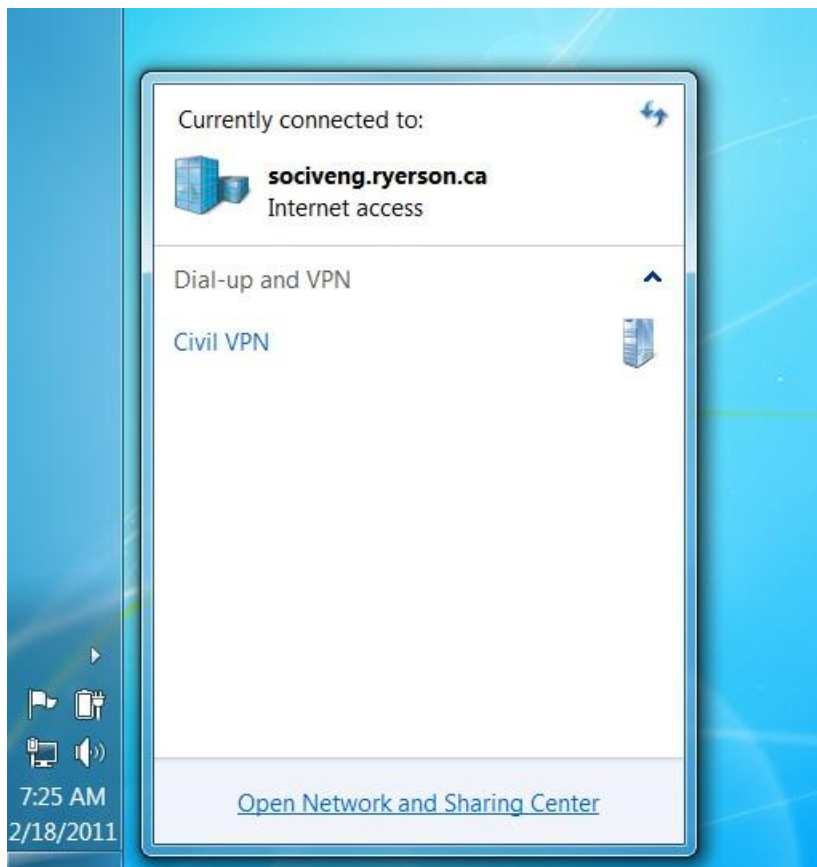 Currently connected to:
sociveng.ryerson.ca
Internet access
Dial-up and VPN
Civil VPN
Open Network and Sharing Center
7:25 AM
2/18/2011